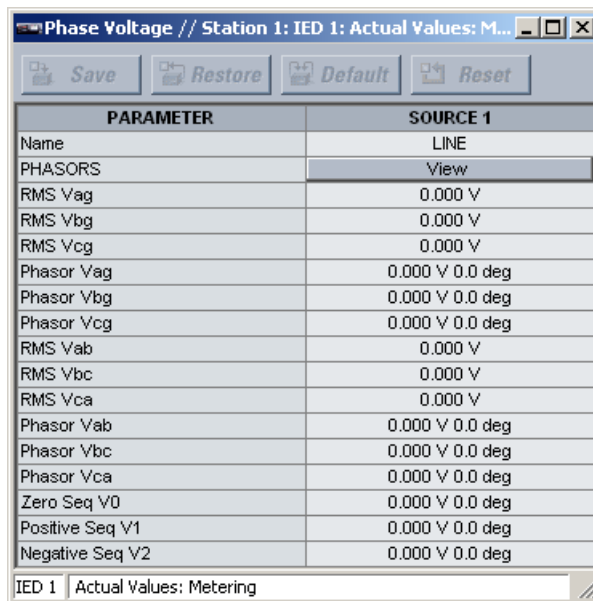 Phase Voltage // Station 1: IED 1: Actual Values: M...
Save Restore Default Reset
PARAMETER SOURCE 1
Name LINE
PHASORS View
RMS Vag 0.000 V
RMS Vbg 0.000 V
RMS Vcg 0.000 V
Phasor Vag 0.000 V 0.0 deg
Phasor Vbg 0.000 V 0.0 deg
Phasor Vcg 0.000 V 0.0 deg
RMS Vab 0.000 V
RMS Vbc 0.000 V
RMS Vca 0.000 V
Phasor Vab 0.000 V 0.0 deg
Phasor Vbc 0.000 V 0.0 deg
Phasor Vca 0.000 V 0.0 deg
Zero Seq V0 0.000 V 0.0 deg
Positive Seq V1 0.000 V 0.0 deg
Negative Seq V2 0.000 V 0.0 deg
IED 1 Actual Values: Metering